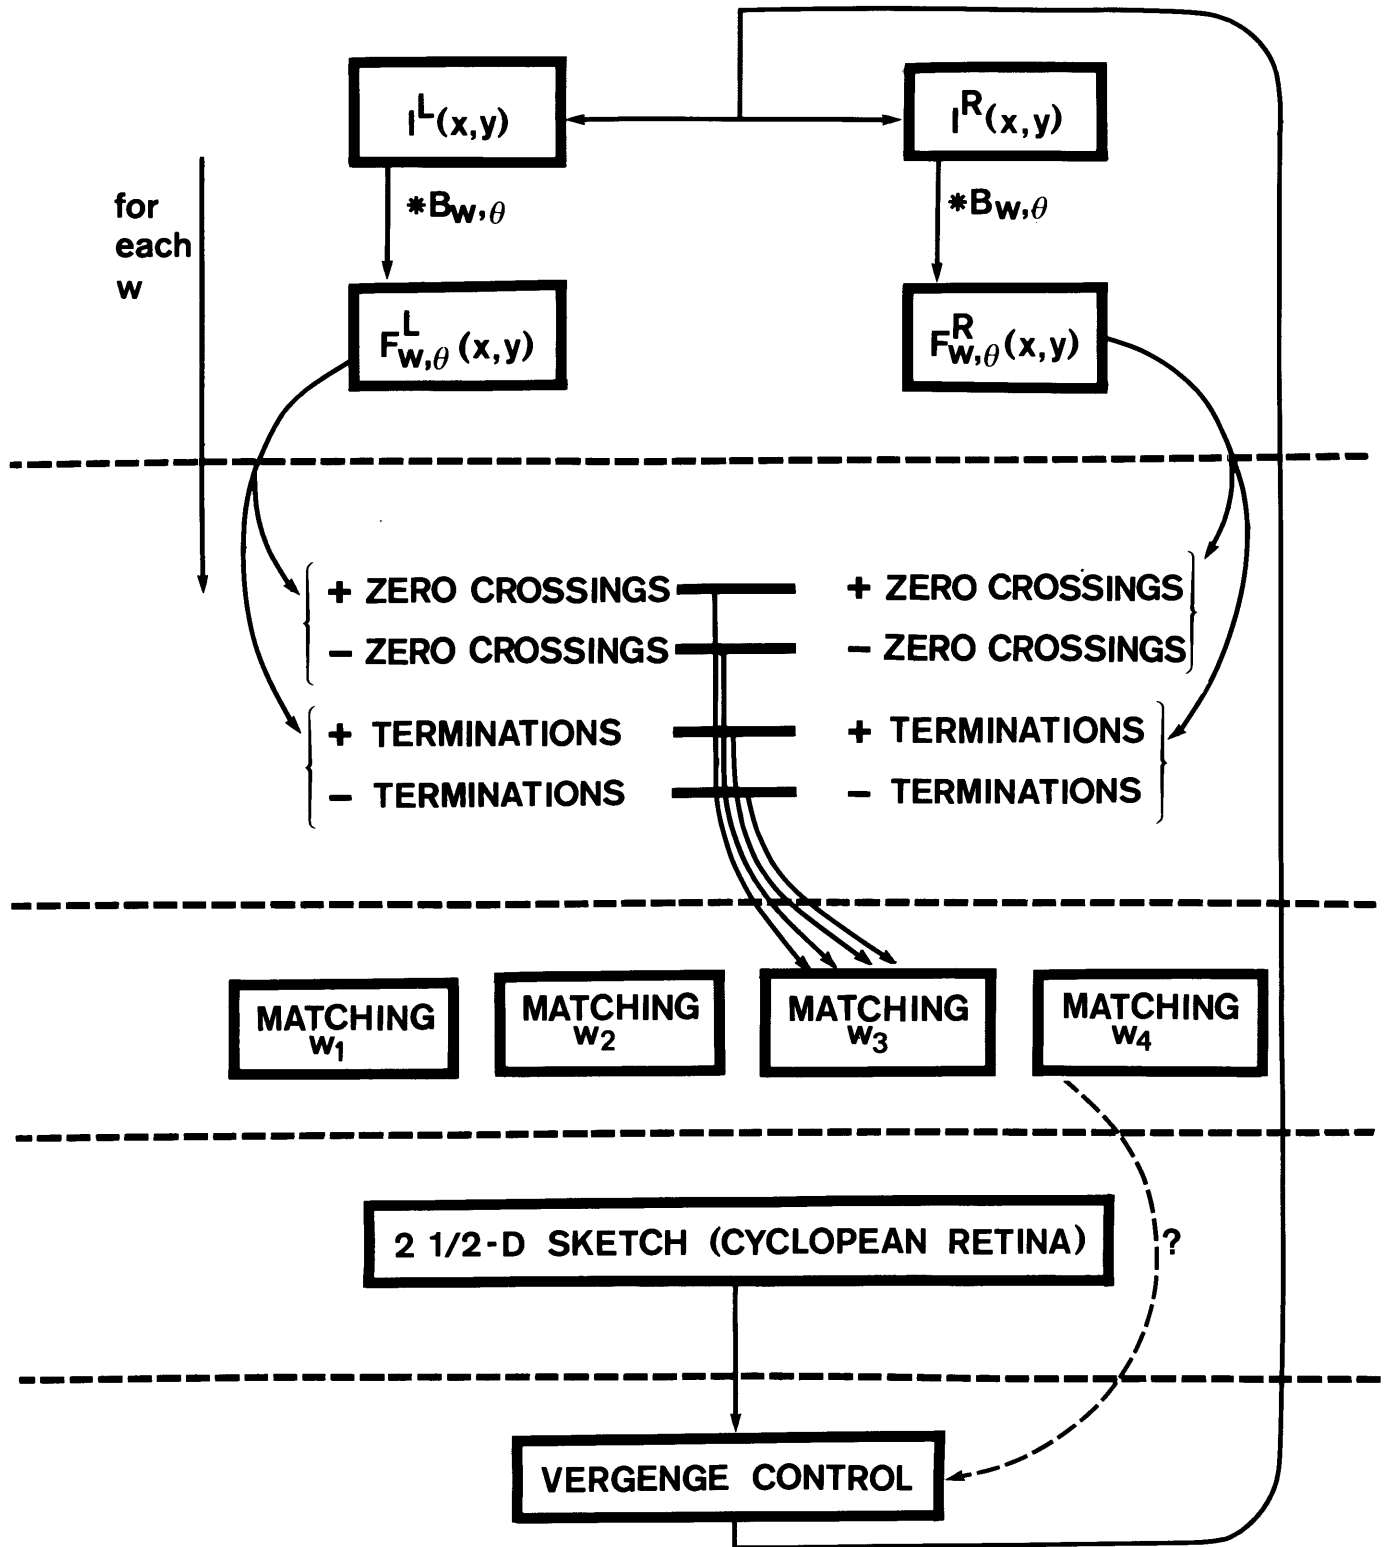 I^L(x,y)
I^R(x,y)
for
each
w
*B_w,θ
*B_w,θ
F^L_w,θ(x,y)
F^R_w,θ(x,y)
+ ZERO CROSSINGS
+ ZERO CROSSINGS
− ZERO CROSSINGS
− ZERO CROSSINGS
+ TERMINATIONS
+ TERMINATIONS
− TERMINATIONS
− TERMINATIONS
MATCHING
w₁
MATCHING
w₂
MATCHING
w₃
MATCHING
w₄
2 1/2-D SKETCH (CYCLOPEAN RETINA)
?
VERGENGE CONTROL